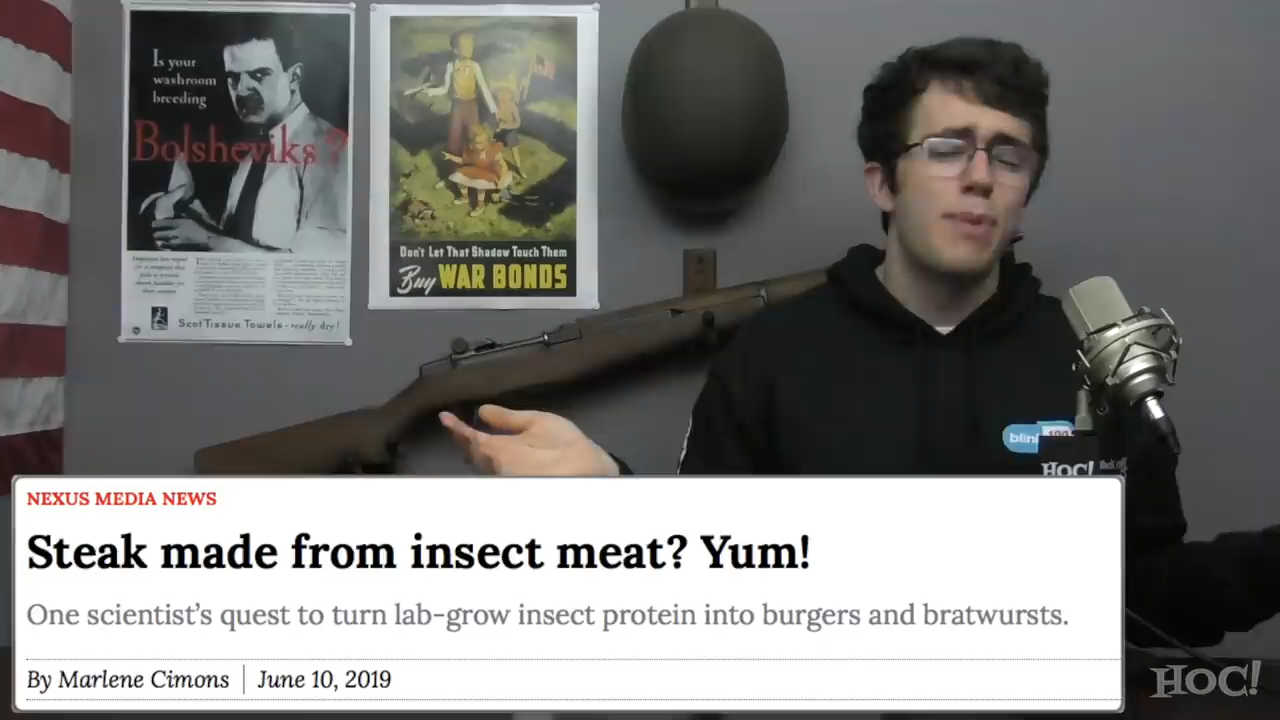 Is your
washroom
breeding
Bolsheviks?
ScotTissue Towels - really dry!
Don't Let That Shadow Touch Them
Buy WAR BONDS
blink
HOC!
NEXUS MEDIA NEWS
Steak made from insect meat? Yum!
One scientist's quest to turn lab-grow insect protein into burgers and bratwursts.
By Marlene Cimons | June 10, 2019
HOC!